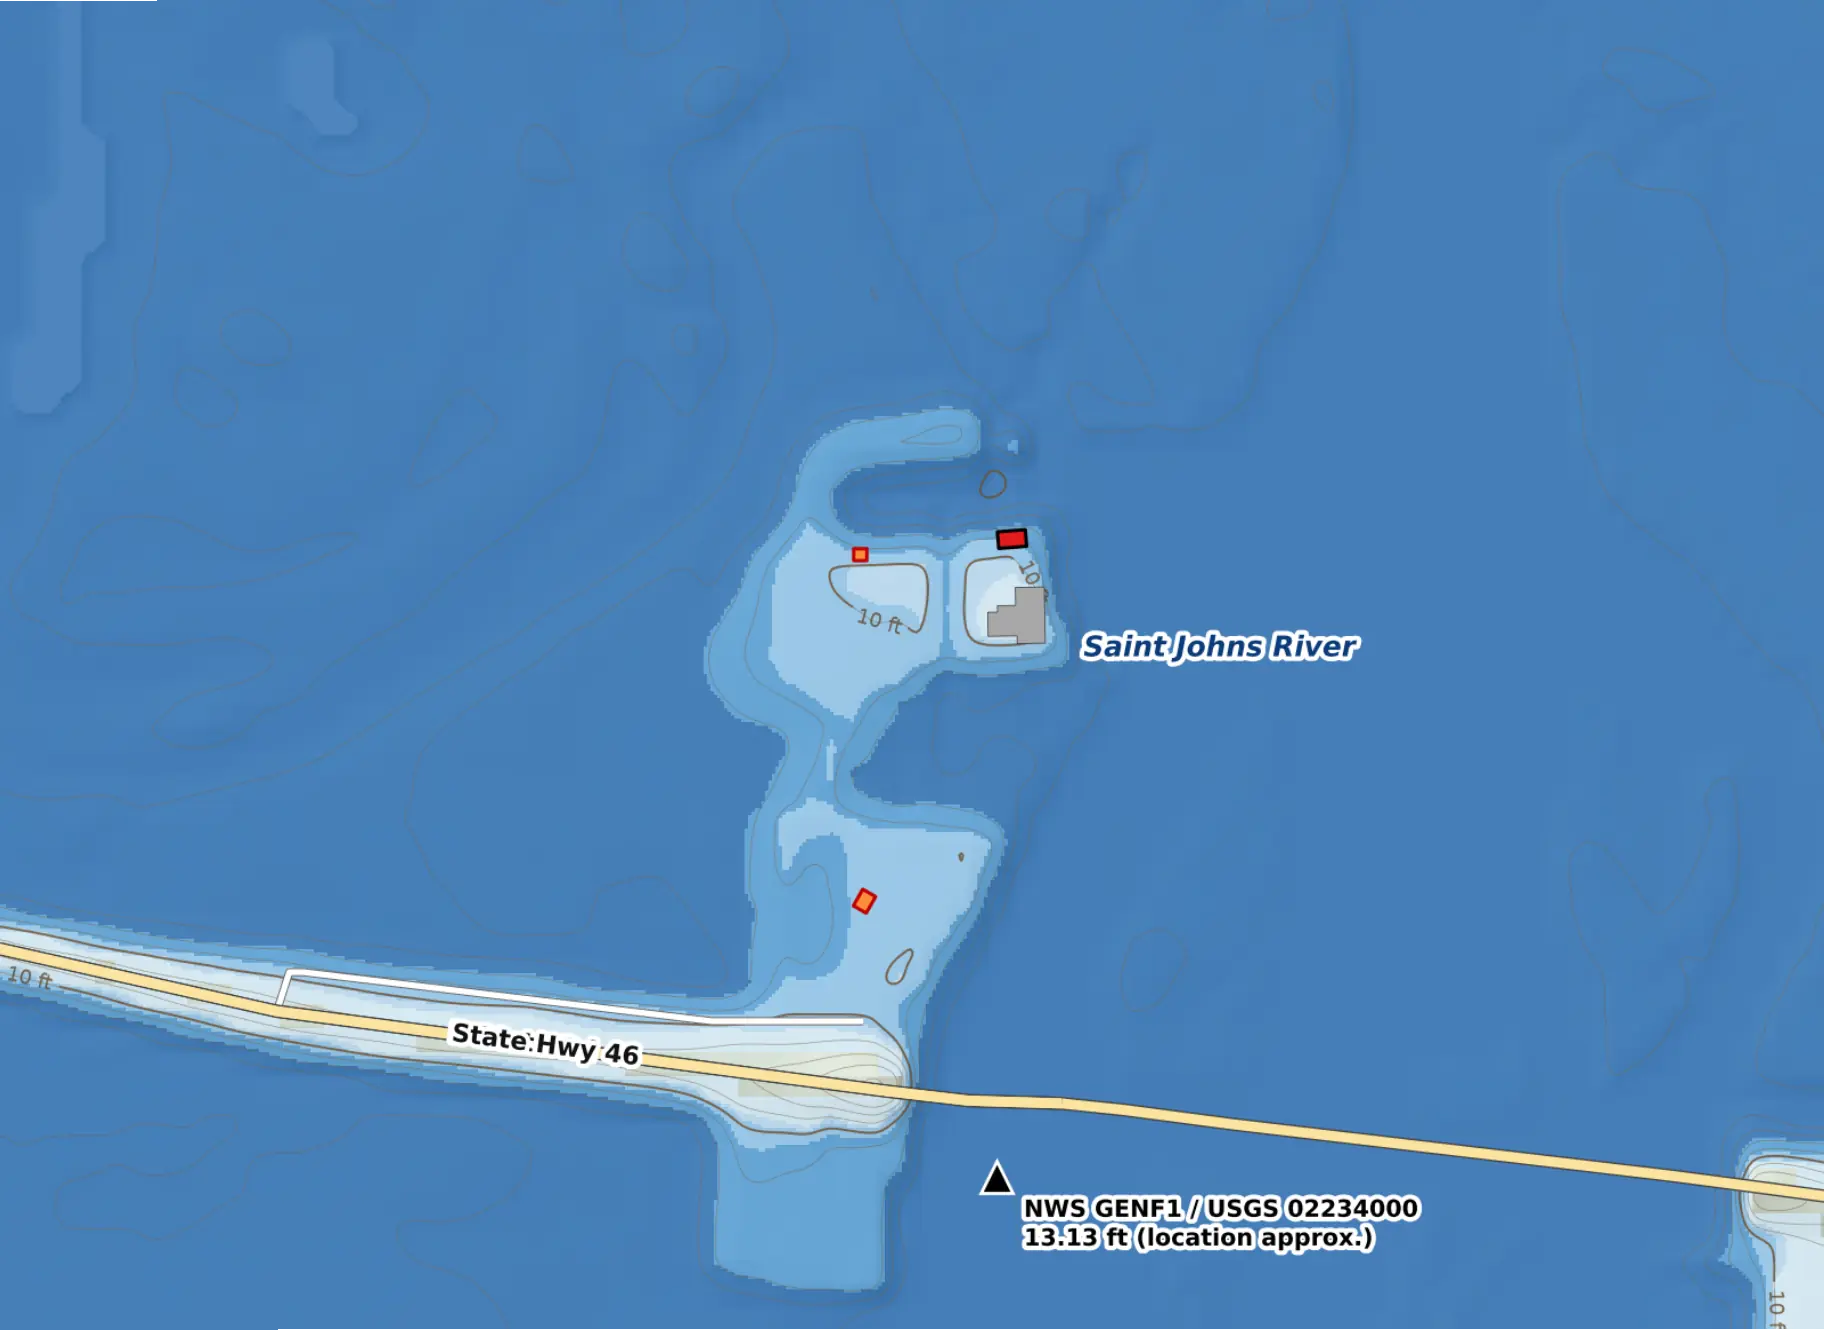 10 ft
10 ft
Saint Johns River
10 ft
State Hwy 46
NWS GENF1 / USGS 02234000
13.13 ft (location approx.)
10 f